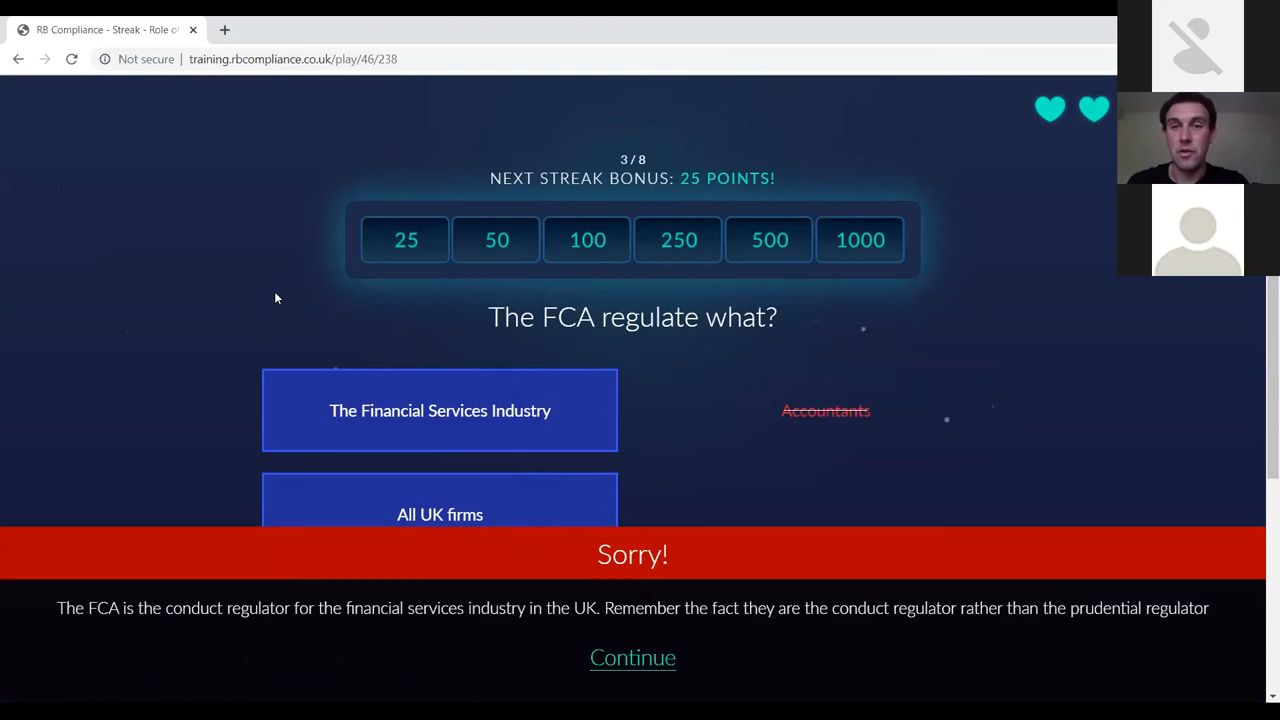 RB Compliance - Streak - Role of
Not secure
training.rbcompliance.co.uk/play/46/238
3 / 8
NEXT STREAK BONUS: 25 POINTS!
25 50 100 250 500 1000
The FCA regulate what?
The Financial Services Industry
Accountants
All UK firms
Sorry!
The FCA is the conduct regulator for the financial services industry in the UK. Remember the fact they are the conduct regulator rather than the prudential regulator
Continue